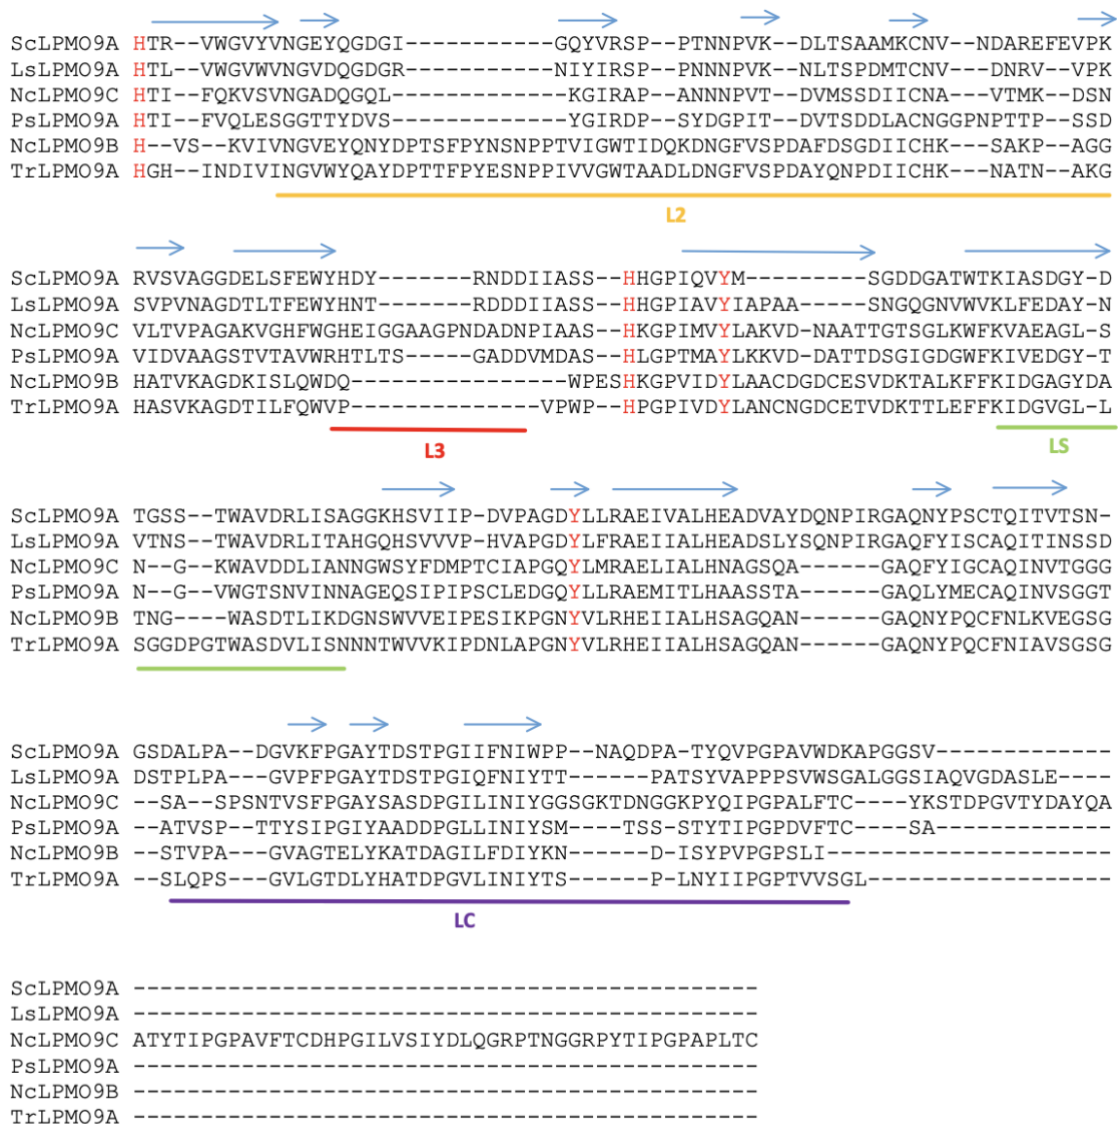 ScLPMO9A HTR--VWGVYVNGEYQGDGI-----------GQYVRSP--PTNNPVK--DLTSAAMKCNV---NDAREFEVPK
LsLPMO9A HTL--VWGVWVNGVDQGDGR-----------NIYIRSP--PNNNPVK--NLTSPDMTCNV---DNRV--VPK
NcLPMO9C HTI--FQKVSVNGADQGQL------------KGIRAP--ANNNPVT--DVMSSDIICNA---VTMK--DSN
PsLPMO9A HTI--FVQLESGGTTYDVS------------YGIRDP--SYDGPIT--DVTSDDLACNGGPNPTTP--SSD
NcLPMO9B H--VS--KVIVNGVEYQNYDPTSFPYNSNPPTVIGWTIDQKDNGFVSPDAFDSGDIICHK---SAKP--AGG
TrLPMO9A HGH--INDIVINGVWYQAYDPTTFPYESNPPIVVGWTAADLDNGFVSPDAYQNPDIICHK---NATN--AKG
L2
ScLPMO9A RVSVAGGDELSFEWYHDY-------RNDDIIASS--HHGPIQVYM---------SGDDGATWTKIASDGY-D
LsLPMO9A SVPVNAGDTLTFEWYHNT-------RDDDIIASS--HHGPIAVYIAPAA-----SNGQGNVWVKLFEDAY-N
NcLPMO9C VLTVPAGAKVGHFWGHEIGGAAGPNDADNPIAAS--HKGPIMVYLAKVD-NAATTGTSGLKWFKVAEAGL-S
PsLPMO9A VIDVAAGSTVTAVWRHTLTS-----GADDVMDAS--HLGPTMAYLKKVD-DATTDSGIGDGWFKIVEDGY-T
NcLPMO9B HATVKAGDKISLQWDQ----------------WPESHKGPVIDYLAACDGDCESVDKTALKFFKIDGAGYDA
TrLPMO9A HASVKAGDTILFQWVP--------------VPWP--HPGPIVDYLANCNGDCETVDKTTLEFFKIDGVGL-L
L3
LS
ScLPMO9A TGSS--TWAVDRLISAGGKHSVIIP-DVPAGDYLLRAEIVALHEADVAYDQNPIRGAQNYPSCTQITVTSN-
LsLPMO9A VTNS--TWAVDRLITAHGQHSVVVP-HVAPGDYLFRAEIIALHEADSLYSQNPIRGAQFYISCAQITINSSD
NcLPMO9C N--G--KWAVDDLIANNGWSYFDMPTCIAPGQYLMRAELIALHNAGSQA------GAQFYIGCAQINVTGGG
PsLPMO9A N--G--VWGTSNVINNAGEQSIPIPSCLEDGQYLLRAEMITLHAASSTA------GAQLYMECAQINVSGGT
NcLPMO9B TNG----WASDTLIKDGNSWVVEIPESIKPGNYVLRHEIIALHSAGQAN------GAQNYPQCFNLKVEGSG
TrLPMO9A SGGDPGTWASDVLISNNNTWVVKIPDNLAPGNYVLRHEIIALHSAGQAN------GAQNYPQCFNIAVSGSG
ScLPMO9A GSDALPA--DGVKFPGAYTDSTPGIIFNIWPP--NAQDPA-TYQVPGPAVWDKAPGGSV-------------
LsLPMO9A DSTPLPA--GVPFPGAYTDSTPGIQFNIYTT------PATSYVAPPPSVWSGALGGSIAQVGDASLE----
NcLPMO9C --SA--SPSNTVSFPGAYSASDPGILINIYGGSGKTDNGGKPYQIPGPALFTC----YKSTDPGVTYDAYQA
PsLPMO9A --ATVSP--TTYSIPGIYAADDPGLLINIYSM----TSS-STYTIPGPDVFTC----SA-------------
NcLPMO9B --STVPA--GVAGTELYKATDAGILFDIYKN------D-ISYPVPGPSLI---------------------
TrLPMO9A --SLQPS---GVLGTDLYHATDPGVLINIYTS------P-LNYIIPGPTVVSGL------------------
LC
ScLPMO9A ----------------------------------------------
LsLPMO9A ----------------------------------------------
NcLPMO9C ATYTIPGPAVFTCDHPGILVSIYDLQGRPTNGGRPYTIPGPAPLTC
PsLPMO9A ----------------------------------------------
NcLPMO9B ----------------------------------------------
TrLPMO9A ----------------------------------------------